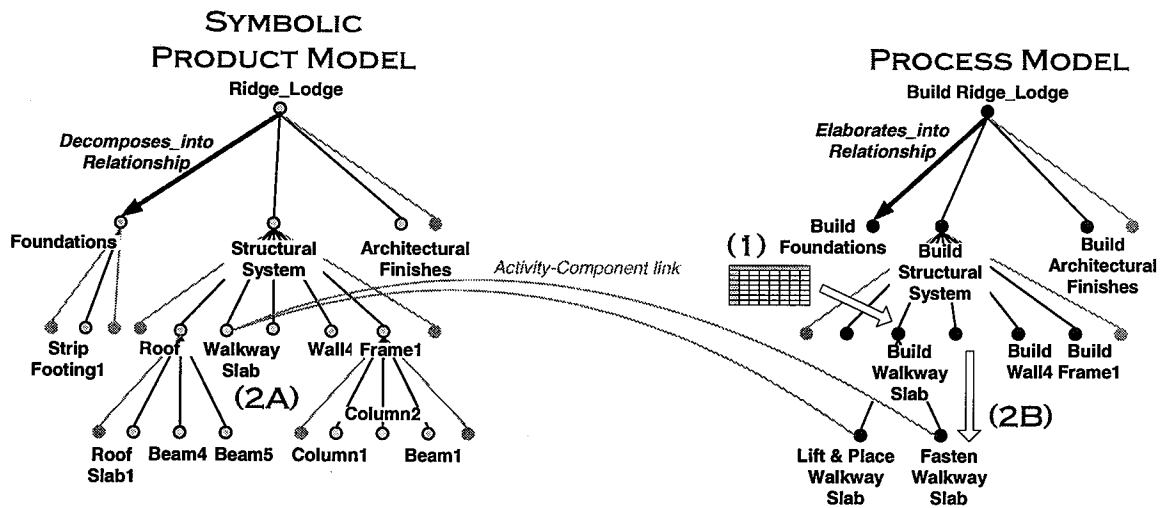 SYMBOLIC
PRODUCT MODEL
Ridge_Lodge
Decomposes_into
Relationship
Foundations
Structural
System
Architectural
Finishes
Activity-Component link
Strip
Footing1
Roof
Walkway
Slab
Wall4
Frame1
(2A)
Column2
Roof
Slab1
Beam4
Beam5
Column1
Beam1
PROCESS MODEL
Build Ridge_Lodge
Elaborates_into
Relationship
Build
Foundations
(1)
Build
Structural
System
Build
Architectural
Finishes
Build
Walkway
Slab
Build
Wall4
Build
Frame1
(2B)
Lift & Place
Walkway
Slab
Fasten
Walkway
Slab